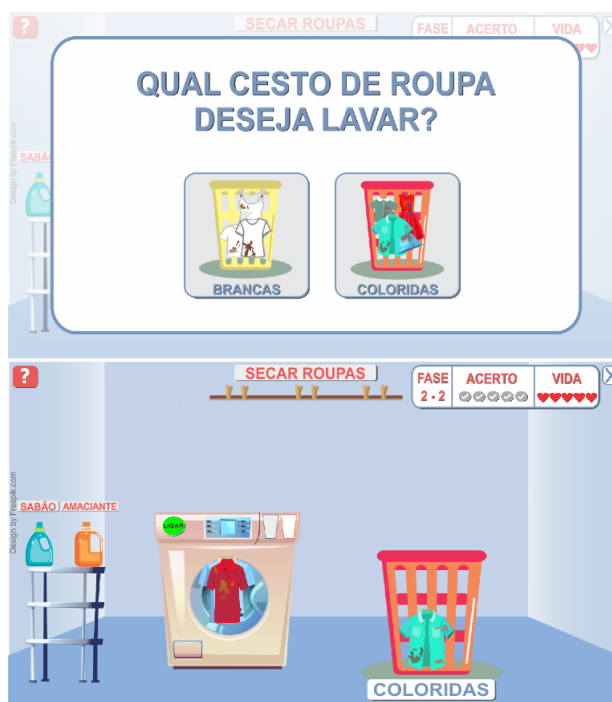 ?
SECAR ROUPAS
FASE ACERTO VIDA
X
QUAL CESTO DE ROUPA
DESEJA LAVAR?
Design by Freepik.com
SABÃ
BRANCAS
COLORIDAS
?
SECAR ROUPAS
FASE ACERTO VIDA
2 - 2
X
Design by Freepik.com
SABÃO AMACIANTE
LIGAR
COLORIDAS